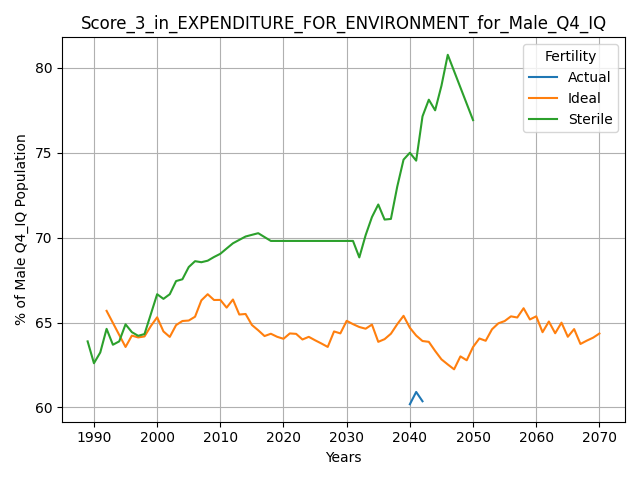 Score_3_in_EXPENDITURE_FOR_ENVIRONMENT_for_Male_Q4_IQ
Fertility
Actual
Ideal
Sterile
% of Male Q4_IQ Population
80
75
70
65
60
1990 2000 2010 2020 2030 2040 2050 2060 2070
Years